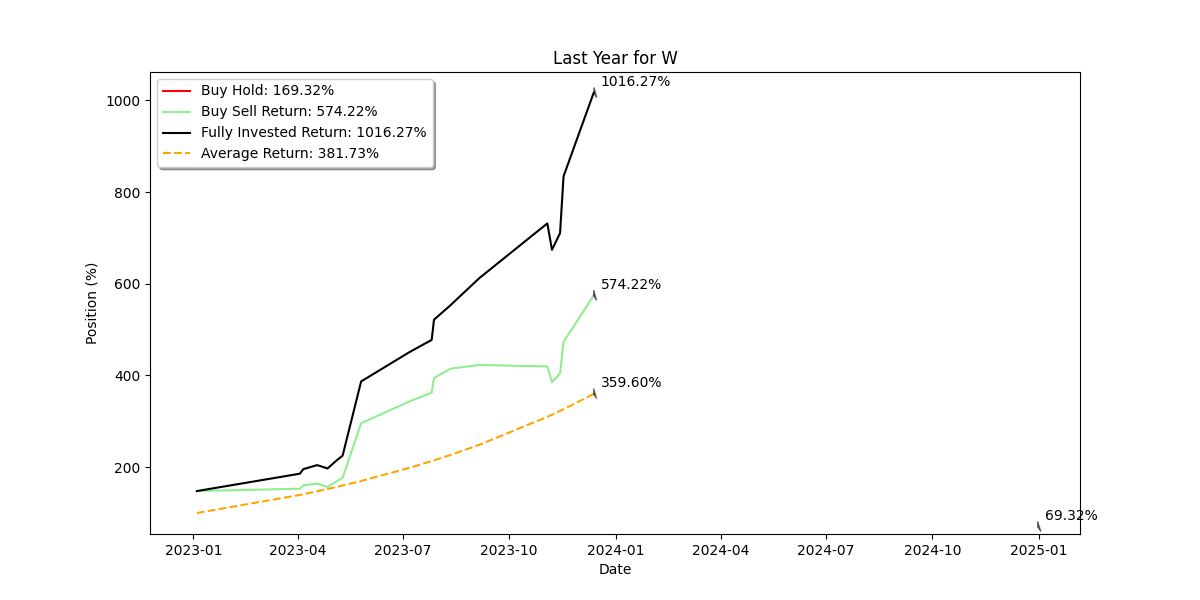 Last Year for W
1016.27%
Buy Hold: 169.32%
Buy Sell Return: 574.22%
Fully Invested Return: 1016.27%
Average Return: 381.73%
1000
800
600
400
200
Position (%)
574.22%
359.60%
69.32%
2023-01 2023-04 2023-07 2023-10 2024-01 2024-04 2024-07 2024-10 2025-01
Date